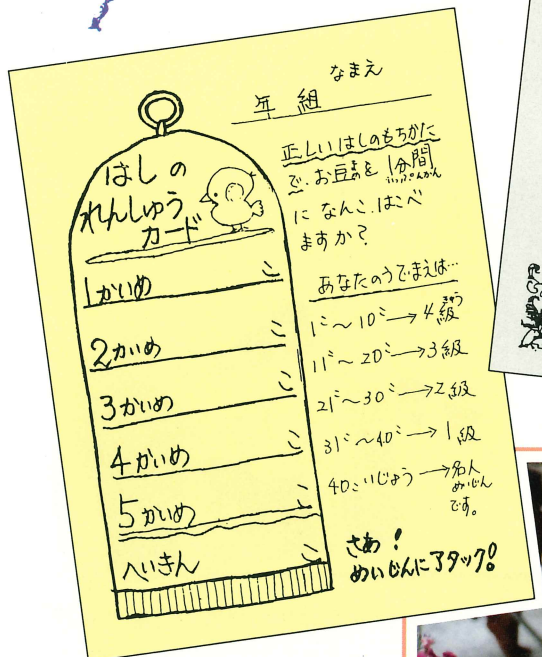 はしの
れんしゅう
カード
1かいめ こ
2かいめ こ
3かいめ こ
4かいめ こ
5かいめ こ
へいきん こ
なまえ
年 組
正しいはしのもちかた
で、お豆まめを 1分間いっぷんかん
に なんこ、はこべ
ますか?
あなたのうでまえは…
1こ〜10こ→4級きゅう
11こ〜20こ→3級
21こ〜30こ→2級
31こ〜40こ→1級
40こいじょう→名人めいじん
です。
さあ!
めいじんにアタック!